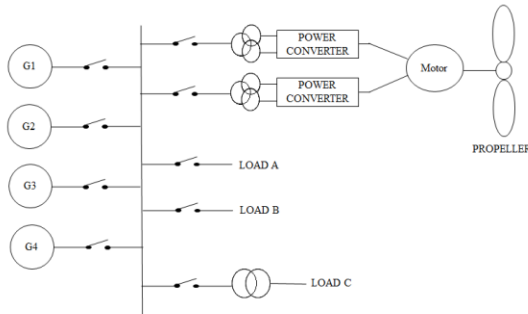 G1
G2
G3
G4
POWER
CONVERTER
POWER
CONVERTER
Motor
PROPELLER
LOAD A
LOAD B
LOAD C